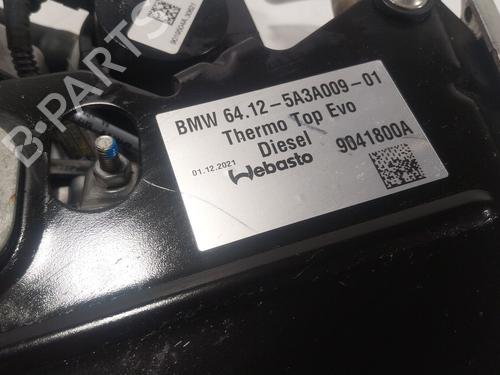 BMW 64.12-5A3A009-01
Thermo Top Evo
Diesel
01.12.2021
Webasto
9041800A
B-PARTS